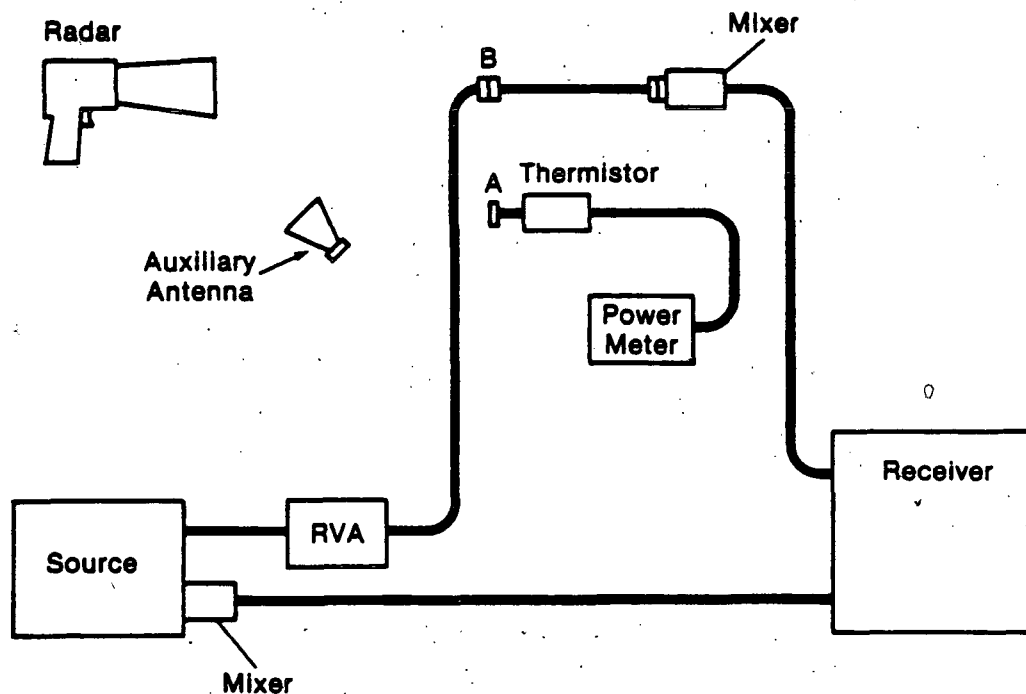 Radar
Mixer
B
A
Thermistor
Auxiliary
Antenna
Power
Meter
Receiver
RVA
Source
Mixer